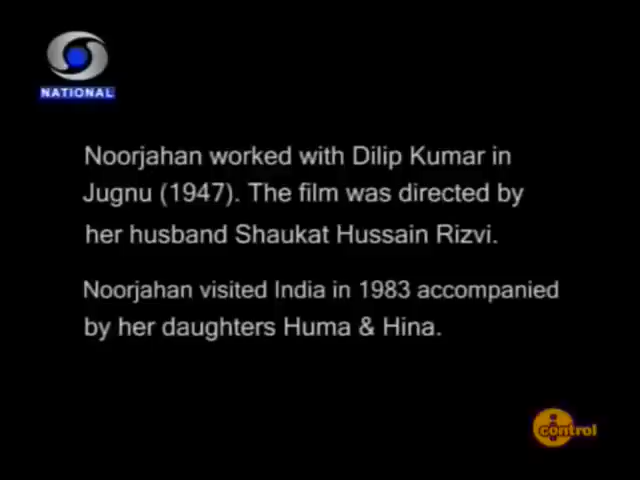 NATIONAL
Noorjahan worked with Dilip Kumar in
Jugnu (1947). The film was directed by
her husband Shaukat Hussain Rizvi.
Noorjahan visited India in 1983 accompanied
by her daughters Huma & Hina.
i control